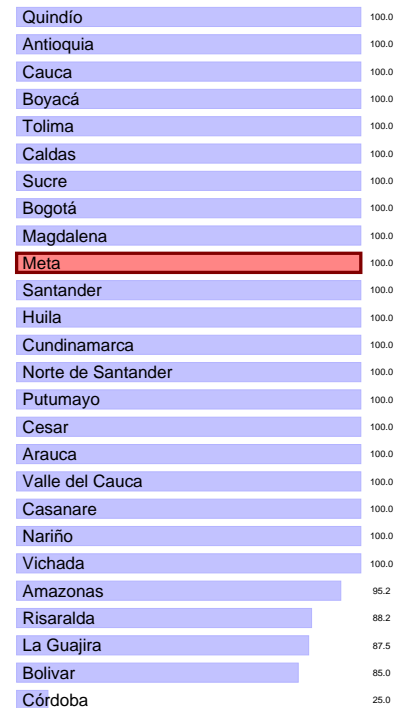 Quindío 100.0
Antioquia 100.0
Cauca 100.0
Boyacá 100.0
Tolima 100.0
Caldas 100.0
Sucre 100.0
Bogotá 100.0
Magdalena 100.0
Meta 100.0
Santander 100.0
Huila 100.0
Cundinamarca 100.0
Norte de Santander 100.0
Putumayo 100.0
Cesar 100.0
Arauca 100.0
Valle del Cauca 100.0
Casanare 100.0
Nariño 100.0
Vichada 100.0
Amazonas 95.2
Risaralda 88.2
La Guajira 87.5
Bolivar 85.0
Córdoba 25.0